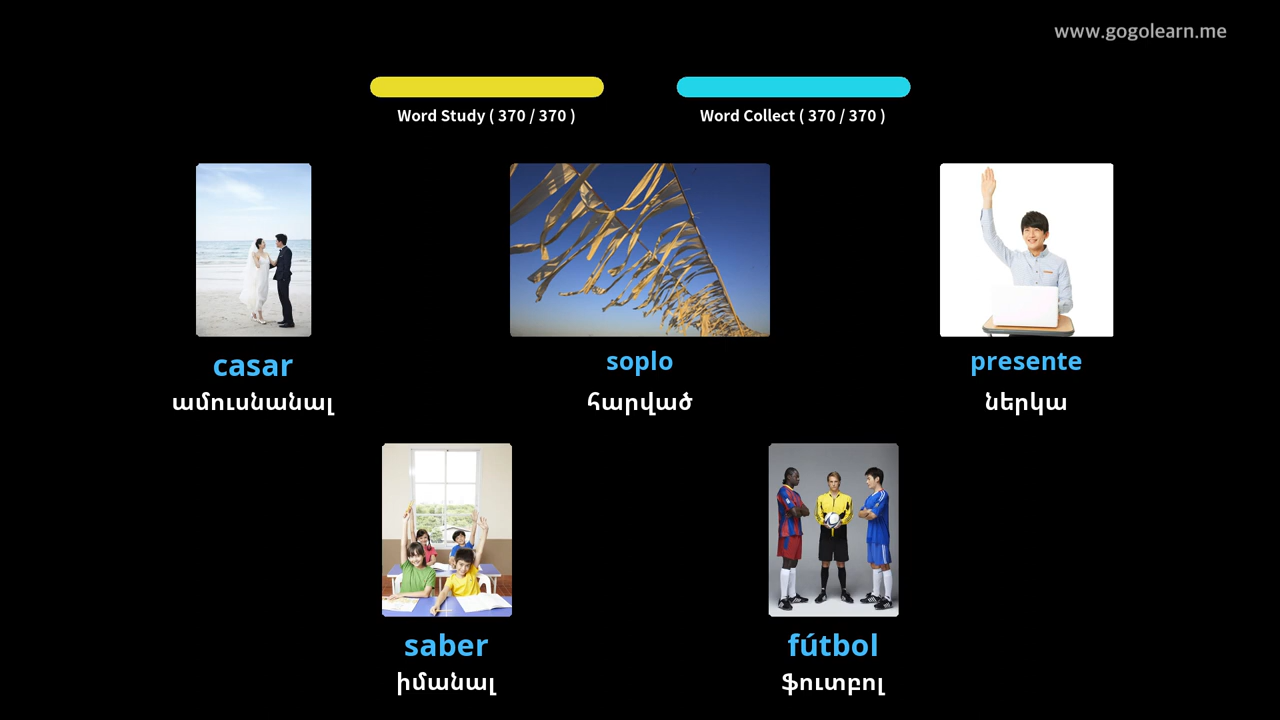 www.gogolearn.me
Word Study ( 370 / 370 )
Word Collect ( 370 / 370 )
casar
ամուսնանալ
soplo
հարված
presente
ներկա
saber
իմանալ
fútbol
ֆուտբոլ